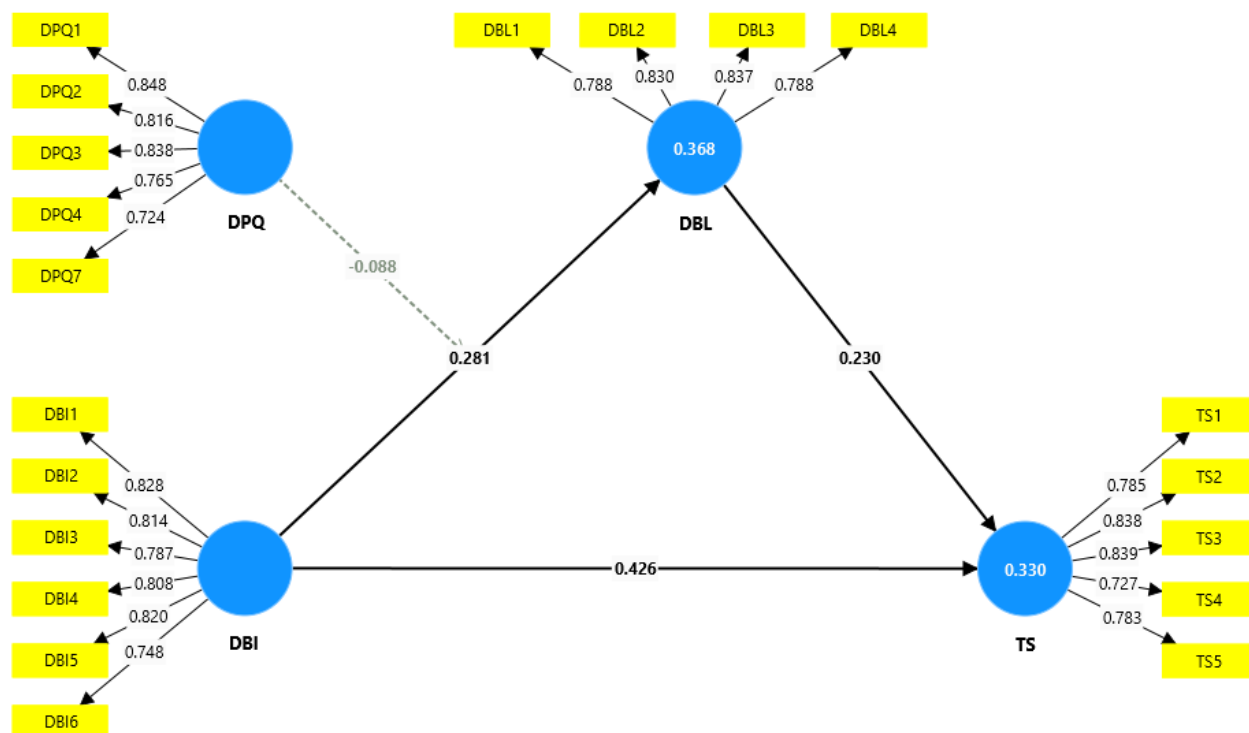 DPQ1
DPQ2
DPQ3
DPQ4
DPQ7
0.848
0.816
0.838
0.765
0.724
DPQ
DBL1
DBL2
DBL3
DBL4
0.788
0.830
0.837
0.788
0.368
DBL
-0.088
0.281
0.230
DBI1
DBI2
DBI3
DBI4
DBI5
DBI6
0.828
0.814
0.787
0.808
0.820
0.748
DBI
0.426
0.330
TS
0.785
0.838
0.839
0.727
0.783
TS1
TS2
TS3
TS4
TS5